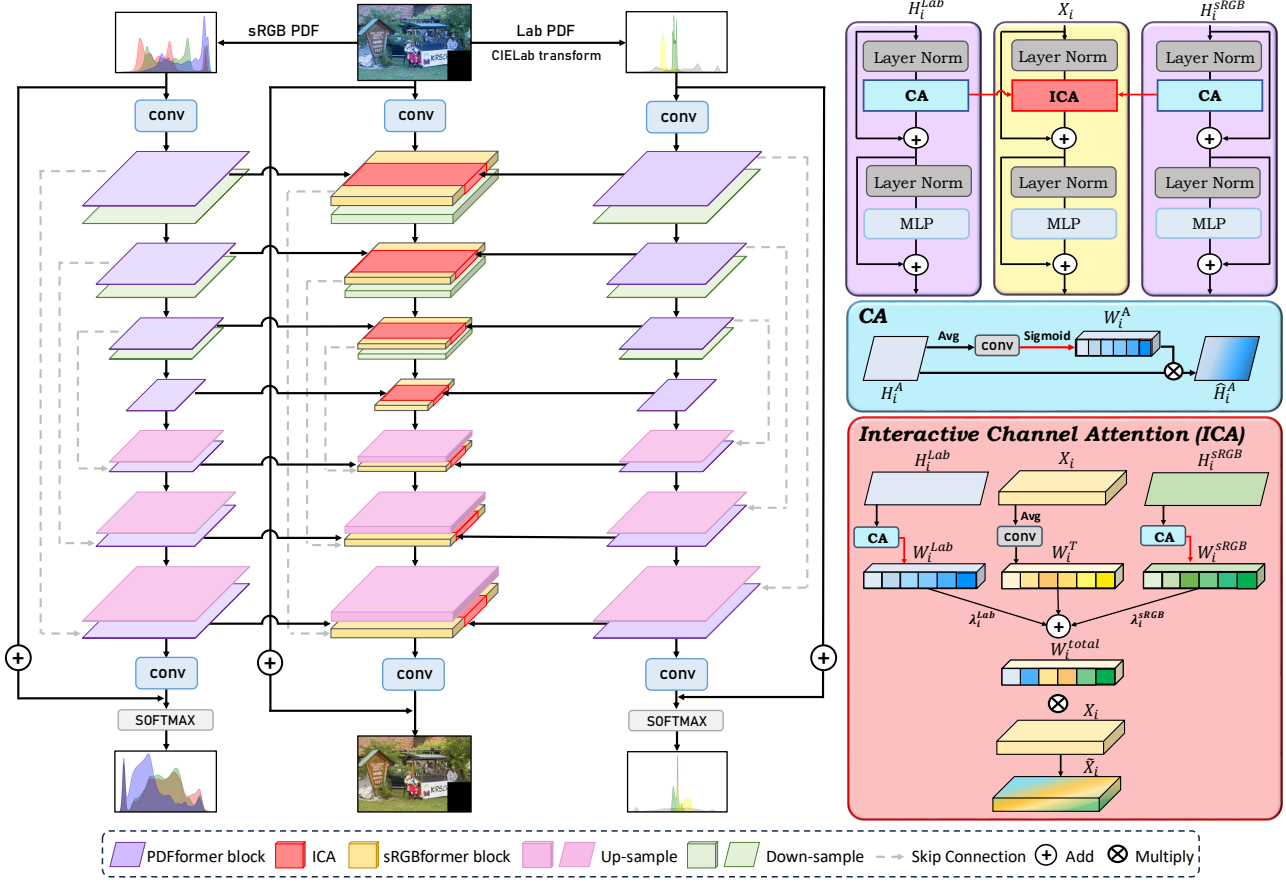 sRGB PDF
Lab PDF
CIELab transform
KIRSC
conv
conv
conv
conv
conv
conv
SOFTMAX
SOFTMAX
KIRSC
H_i^{Lab}
X_i
H_i^{sRGB}
Layer Norm
Layer Norm
Layer Norm
CA
ICA
CA
+
+
+
Layer Norm
Layer Norm
Layer Norm
MLP
MLP
MLP
+
+
+
CA
Avg
conv
Sigmoid
W_i^A
H_i^A
Ĥ_i^A
Interactive Channel Attention (ICA)
H_i^{Lab}
X_i
H_i^{sRGB}
CA
Avg
conv
CA
W_i^{Lab}
W_i^T
W_i^{sRGB}
λ_i^{Lab}
+
λ_i^{sRGB}
W_i^{total}
X_i
X̃_i
PDFformer block
ICA
sRGBformer block
Up-sample
Down-sample
Skip Connection
+ Add
⊗ Multiply